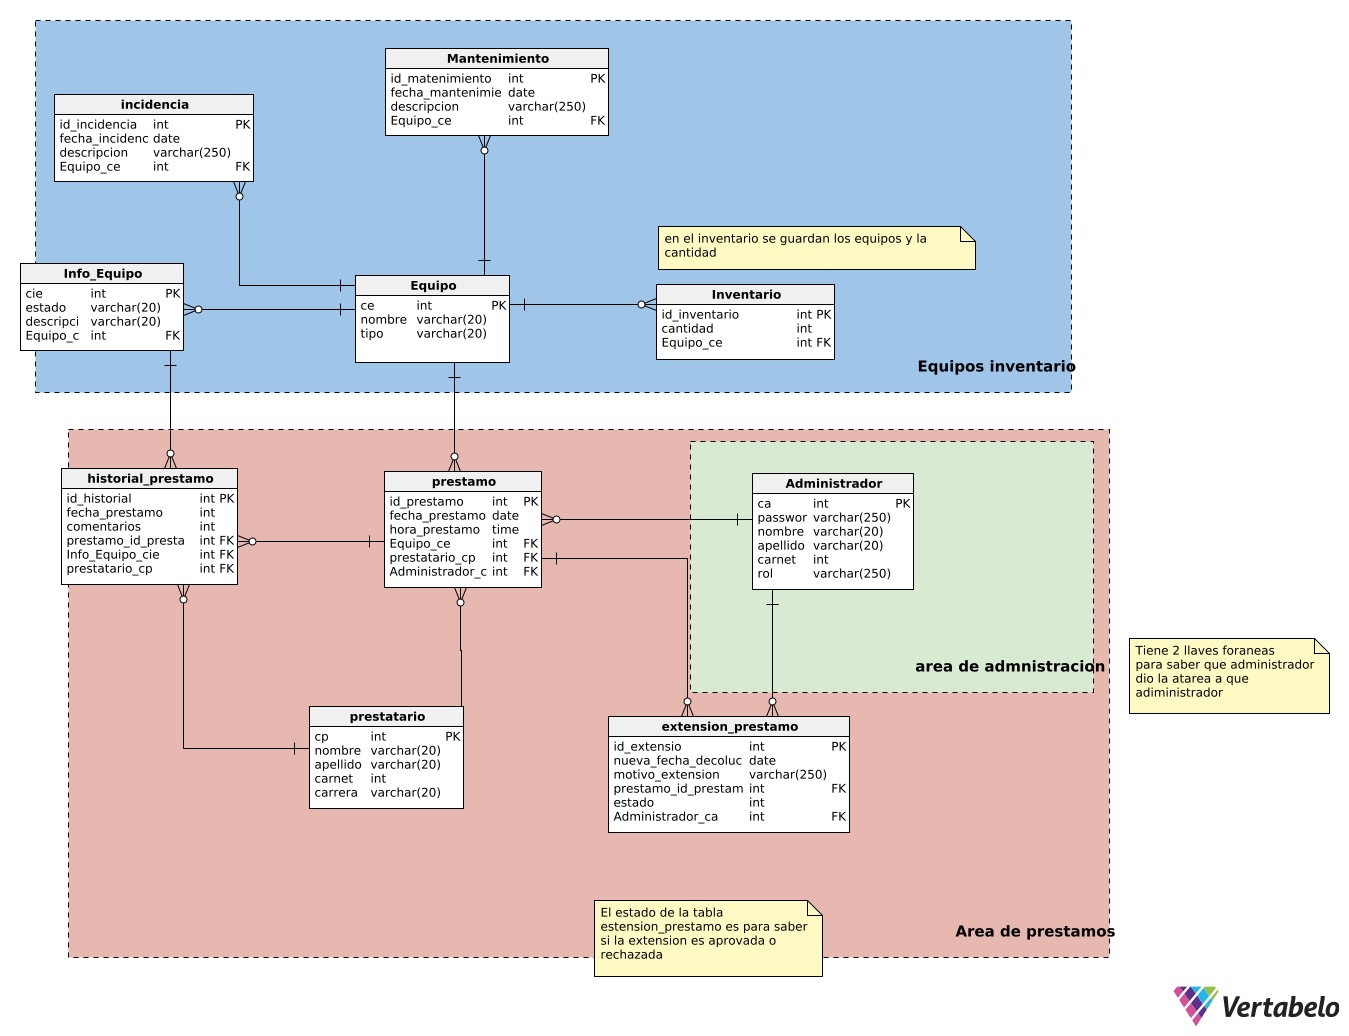 Mantenimiento
id_matenimiento int PK
fecha_mantenimie date
descripcion varchar(250)
Equipo_ce int FK
incidencia
id_incidencia int PK
fecha_incidenc date
descripcion varchar(250)
Equipo_ce int FK
en el inventario se guardan los equipos y la
cantidad
Info_Equipo
cie int PK
estado varchar(20)
descripci varchar(20)
Equipo_c int FK
Equipo
ce int PK
nombre varchar(20)
tipo varchar(20)
Inventario
id_inventario int PK
cantidad int
Equipo_ce int FK
Equipos inventario
historial_prestamo
id_historial int PK
fecha_prestamo int
comentarios int
prestamo_id_presta int FK
Info_Equipo_cie int FK
prestatario_cp int FK
prestamo
id_prestamo int PK
fecha_prestamo date
hora_prestamo time
Equipo_ce int FK
prestatario_cp int FK
Administrador_c int FK
Administrador
ca int PK
passwor varchar(250)
nombre varchar(20)
apellido varchar(20)
carnet int
rol varchar(250)
area de admnistracion
Tiene 2 llaves foraneas
para saber que administrador
dio la atarea a que
adiministrador
prestatario
cp int PK
nombre varchar(20)
apellido varchar(20)
carnet int
carrera varchar(20)
extension_prestamo
id_extensio int PK
nueva_fecha_decoluc date
motivo_extension varchar(250)
prestamo_id_prestam int FK
estado int
Administrador_ca int FK
El estado de la tabla
estension_prestamo es para saber
si la extension es aprovada o
rechazada
Area de prestamos
Vertabelo